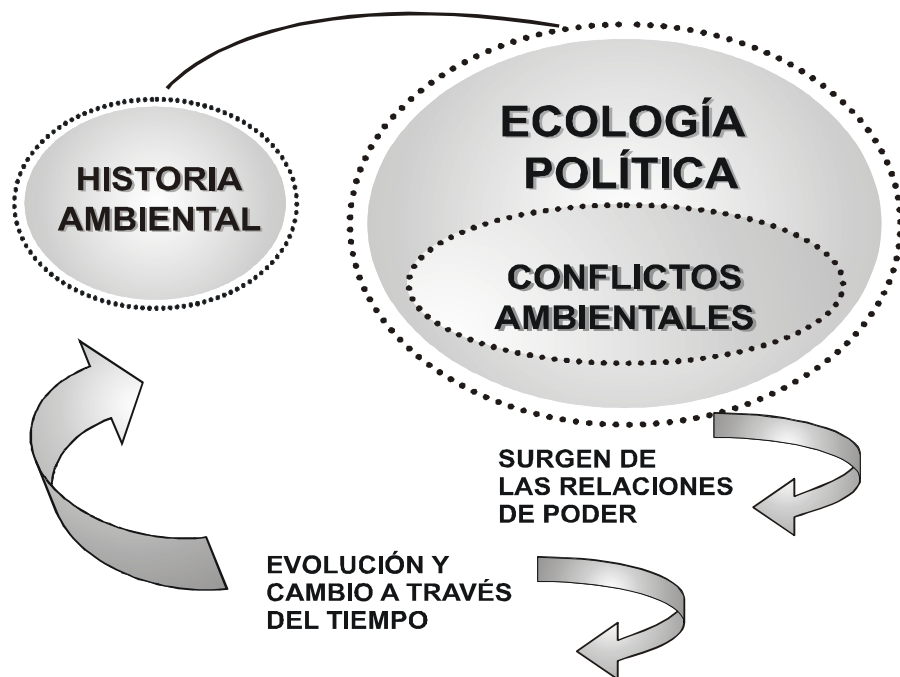 HISTORIA
AMBIENTAL
ECOLOGÍA
POLÍTICA
CONFLICTOS
AMBIENTALES
SURGEN DE
LAS RELACIONES
DE PODER
EVOLUCIÓN Y
CAMBIO A TRAVÉS
DEL TIEMPO